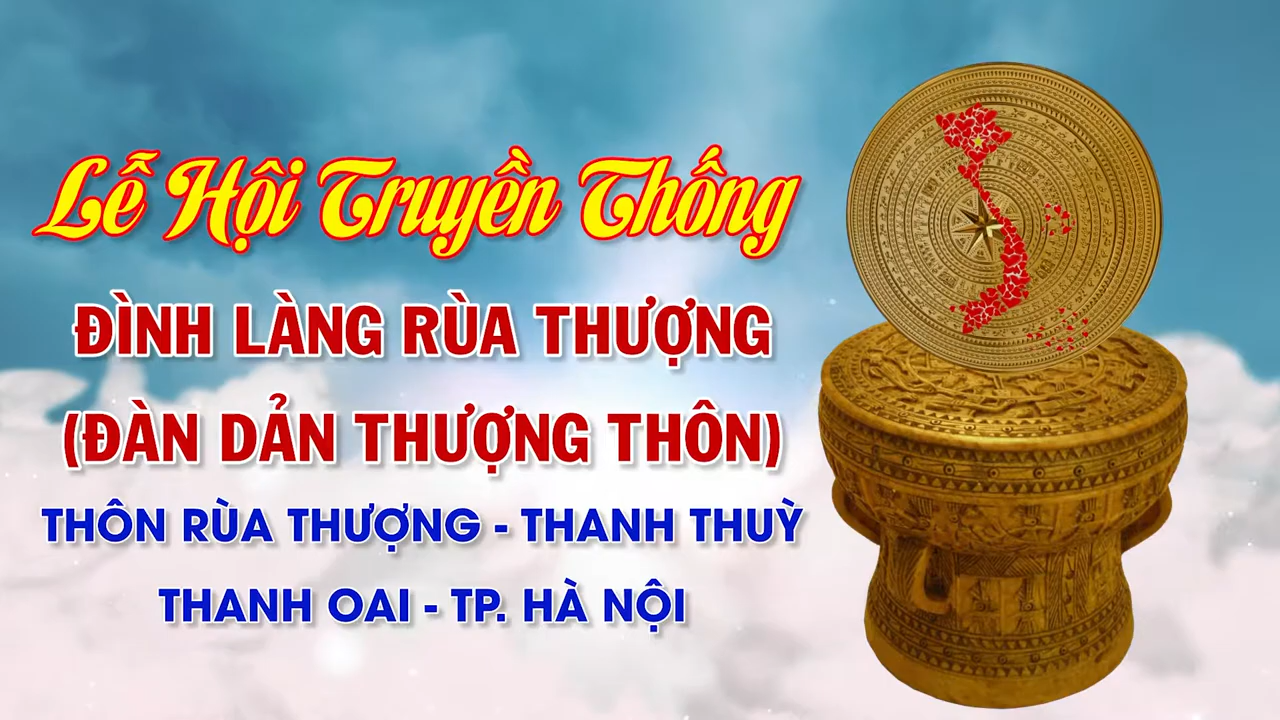 Lễ Hội Truyền Thống
ĐÌNH LÀNG RÙA THƯỢNG
(ĐÀN DẢN THƯỢNG THÔN)
THÔN RÙA THƯỢNG - THANH THUỲ
THANH OAI - TP. HÀ NỘI